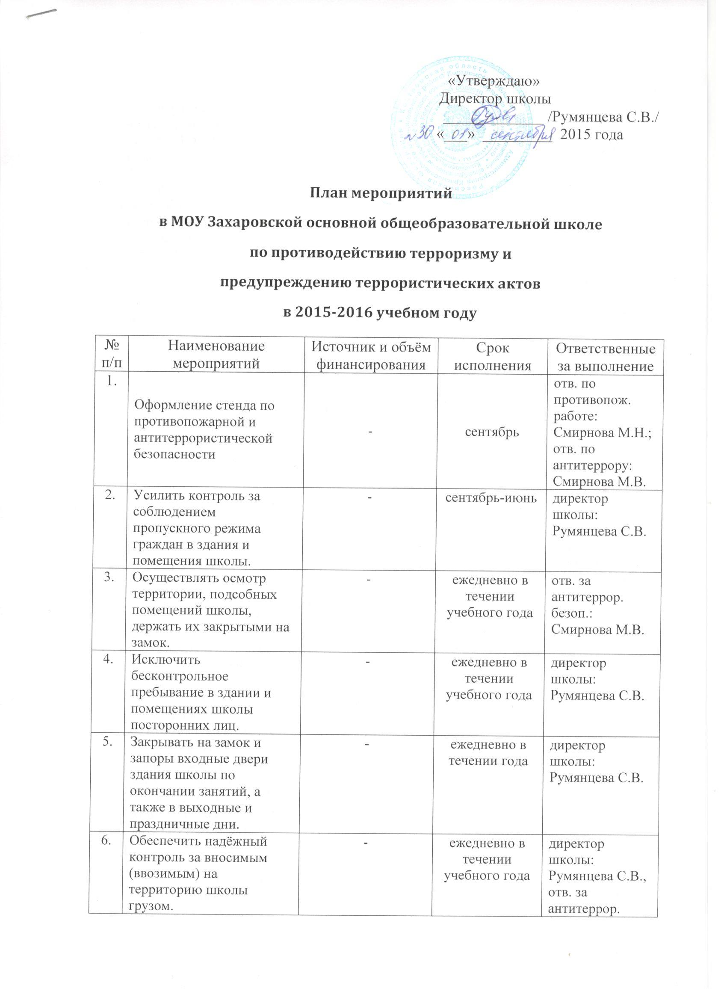 «Утверждаю»
Директор школы
/Румянцева С.В./
№30 «01» сентября 2015 года
План мероприятий
в МОУ Захаровской основной общеобразовательной школе
по противодействию терроризму и
предупреждению террористических актов
в 2015-2016 учебном году
№ п/п
Наименование
мероприятий
Источник и объём
финансирования
Срок
исполнения
Ответственные
за выполнение
1.
Оформление стенда по
противопожарной и
антитеррористической
безопасности
-
сентябрь
отв. по
противопож.
работе:
Смирнова М.Н.;
отв. по
антитеррору:
Смирнова М.В.
2.
Усилить контроль за
соблюдением
пропускного режима
граждан в здания и
помещения школы.
-
сентябрь-июнь
директор
школы:
Румянцева С.В.
3.
Осуществлять осмотр
территории, подсобных
помещений школы,
держать их закрытыми на
замок.
-
ежедневно в
течении
учебного года
отв. за
антитеррор.
безоп.:
Смирнова М.В.
4.
Исключить
бесконтрольное
пребывание в здании и
помещениях школы
посторонних лиц.
-
ежедневно в
течении
учебного года
директор
школы:
Румянцева С.В.
5.
Закрывать на замок и
запоры входные двери
здания школы по
окончании занятий, а
также в выходные и
праздничные дни.
-
ежедневно в
течении года
директор
школы:
Румянцева С.В.
6.
Обеспечить надёжный
контроль за вносимым
(ввозимым) на
территорию школы
грузом.
-
ежедневно в
течении
учебного года
директор
школы:
Румянцева С.В.,
отв. за
антитеррор.